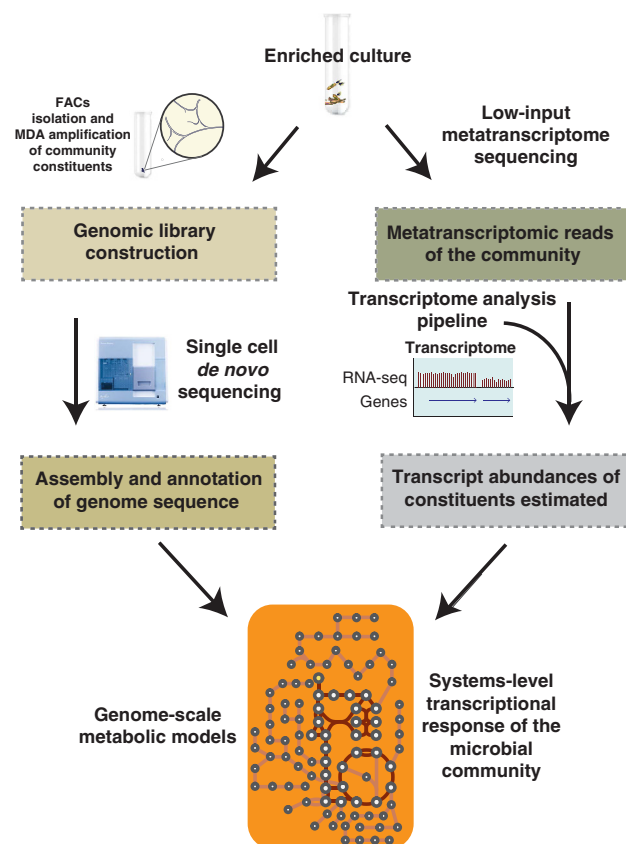 Enriched culture
FACs
isolation and
MDA amplification
of community
constituents
Low-input
metatranscriptome
sequencing
Genomic library
construction
Metatranscriptomic reads
of the community
Transcriptome analysis
pipeline
Single cell
de novo
sequencing
Transcriptome
RNA-seq
Genes
Assembly and annotation
of genome sequence
Transcript abundances of
constituents estimated
Genome-scale
metabolic models
Systems-level
transcriptional
response of the
microbial
community